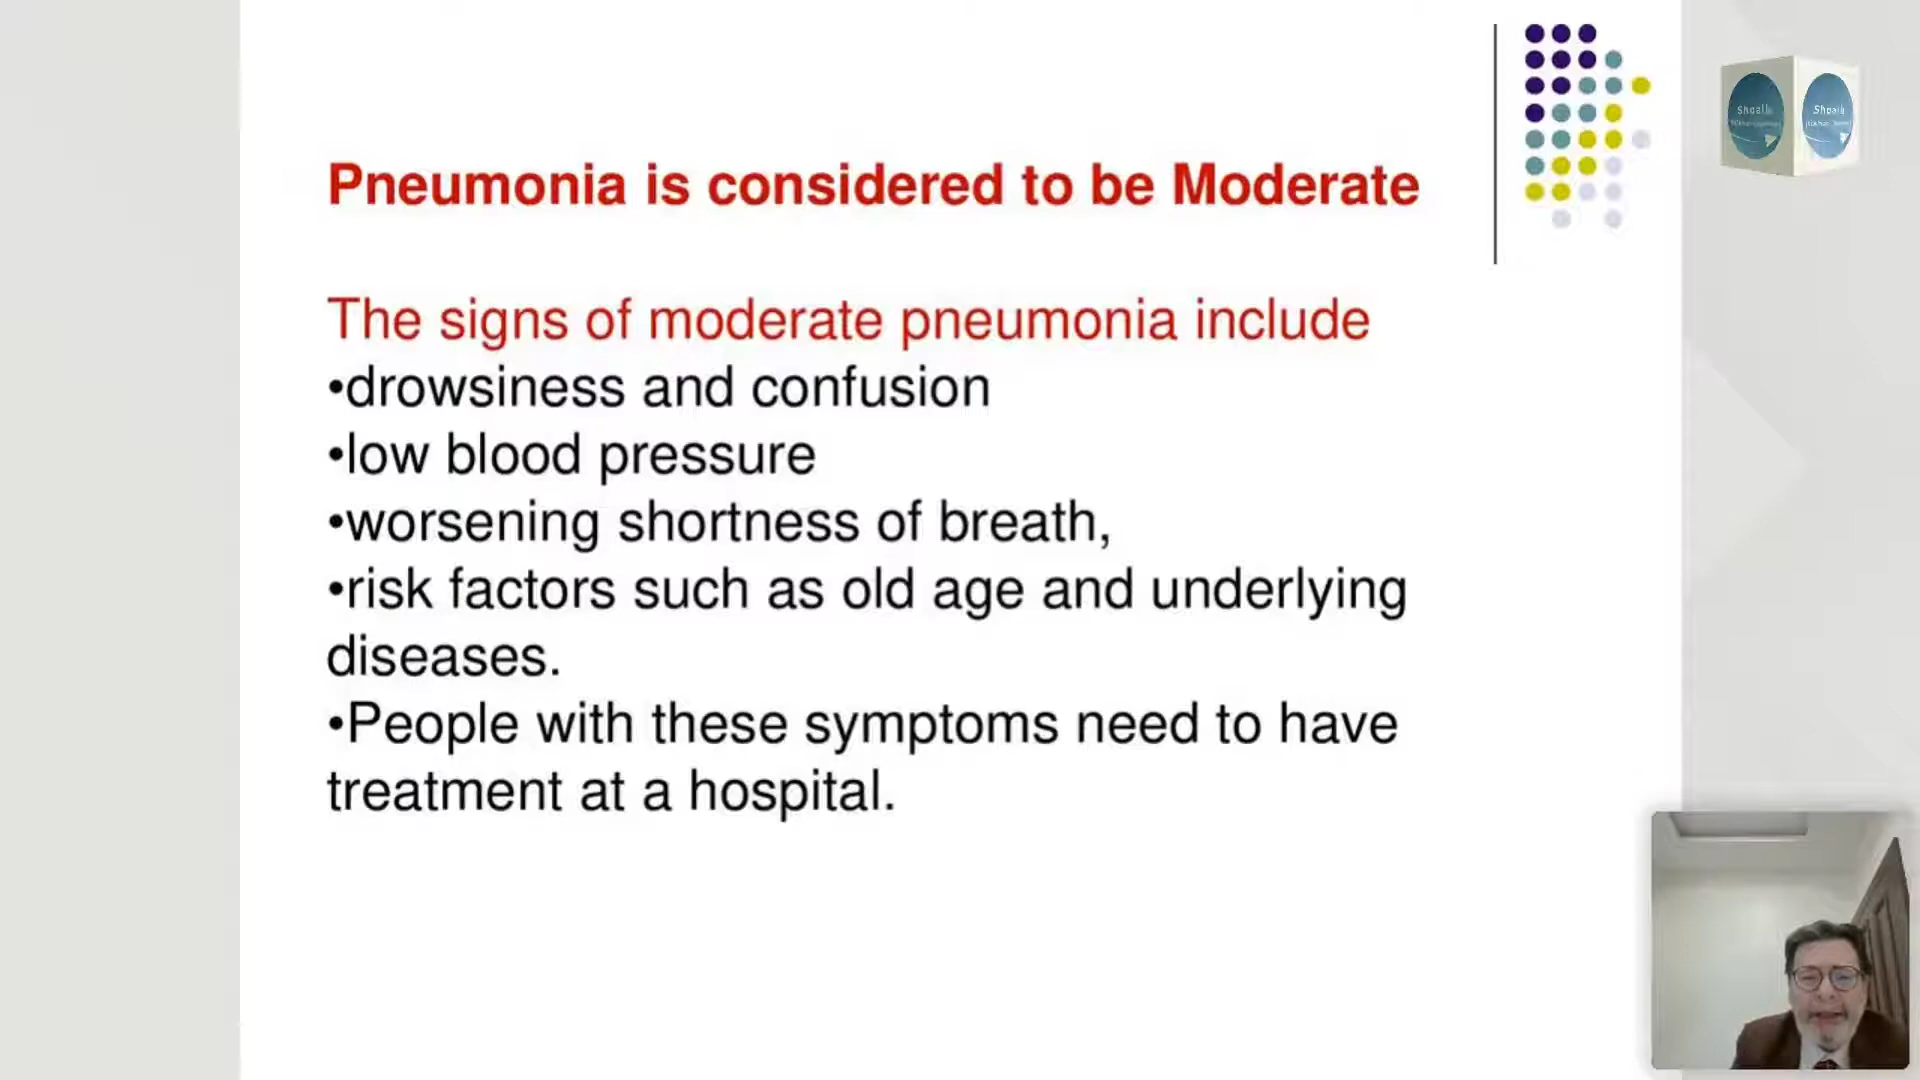 Pneumonia is considered to be Moderate
The signs of moderate pneumonia include
•drowsiness and confusion
•low blood pressure
•worsening shortness of breath,
•risk factors such as old age and underlying
diseases.
•People with these symptoms need to have
treatment at a hospital.
Shoaib
Shoaib